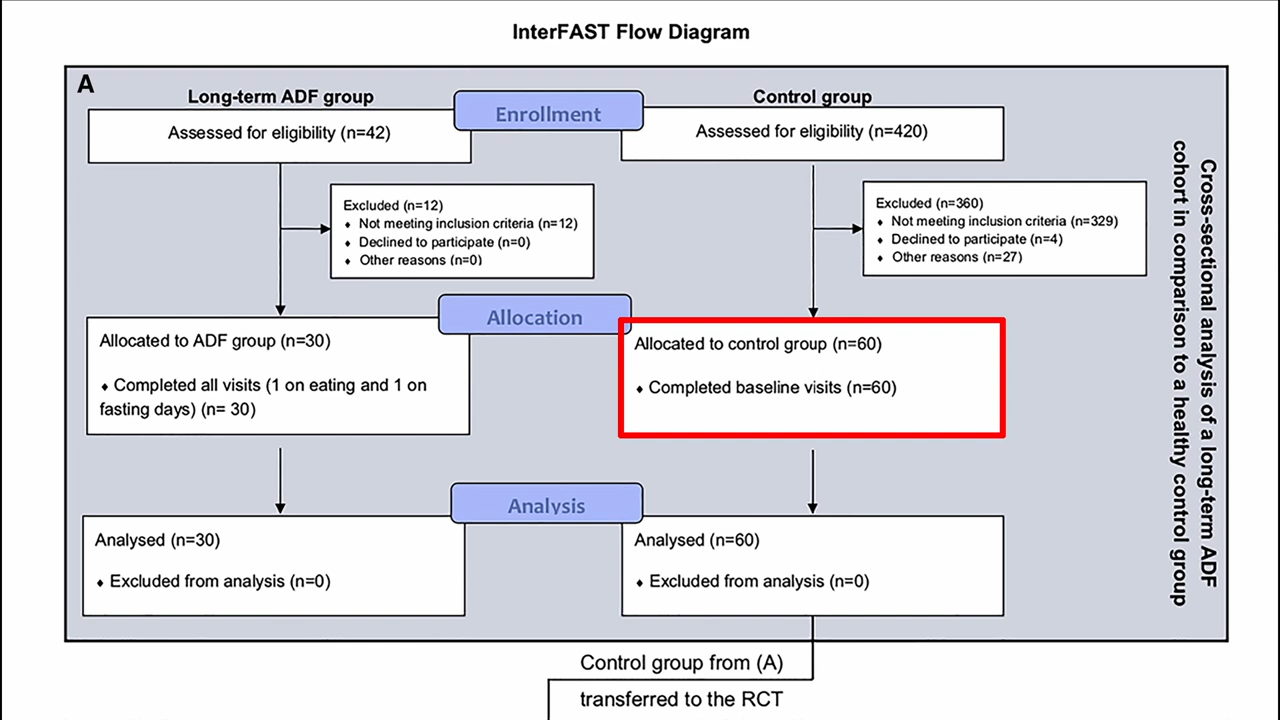 InterFAST Flow Diagram
A
Long-term ADF group
Control group
Enrollment
Assessed for eligibility (n=42)
Assessed for eligibility (n=420)
Excluded (n=12)
♦ Not meeting inclusion criteria (n=12)
♦ Declined to participate (n=0)
♦ Other reasons (n=0)
Excluded (n=360)
♦ Not meeting inclusion criteria (n=329)
♦ Declined to participate (n=4)
♦ Other reasons (n=27)
Allocation
Allocated to ADF group (n=30)
♦ Completed all visits (1 on eating and 1 on
fasting days) (n= 30)
Allocated to control group (n=60)
♦ Completed baseline visits (n=60)
Analysis
Analysed (n=30)
♦ Excluded from analysis (n=0)
Analysed (n=60)
♦ Excluded from analysis (n=0)
Cross-sectional analysis of a long-term ADF
cohort in comparison to a healthy control group
Control group from (A)
transferred to the RCT